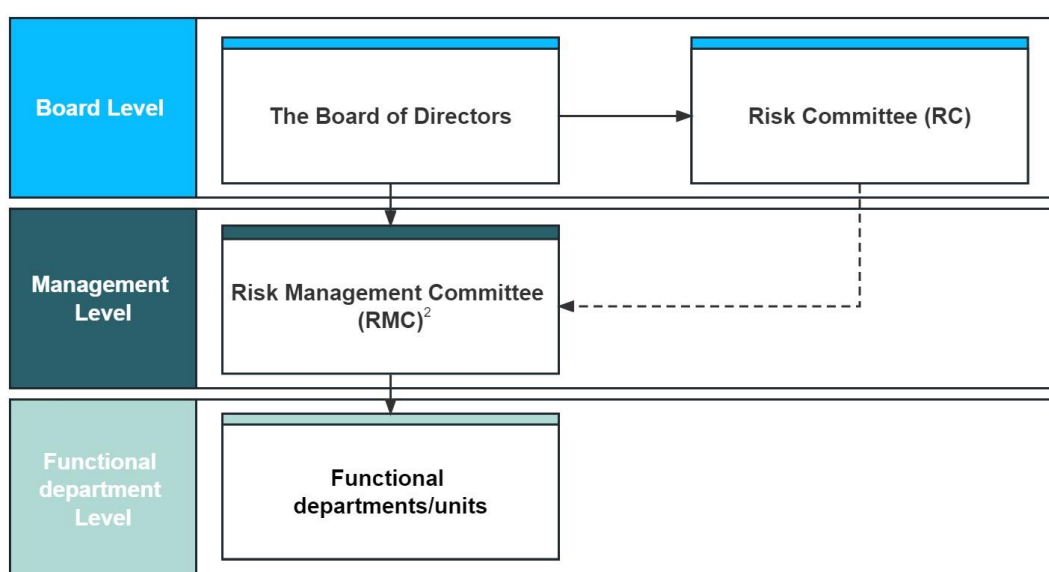 Board Level
The Board of Directors
Risk Committee (RC)
Management
Level
Risk Management Committee
(RMC)²
Functional
department
Level
Functional
departments/units